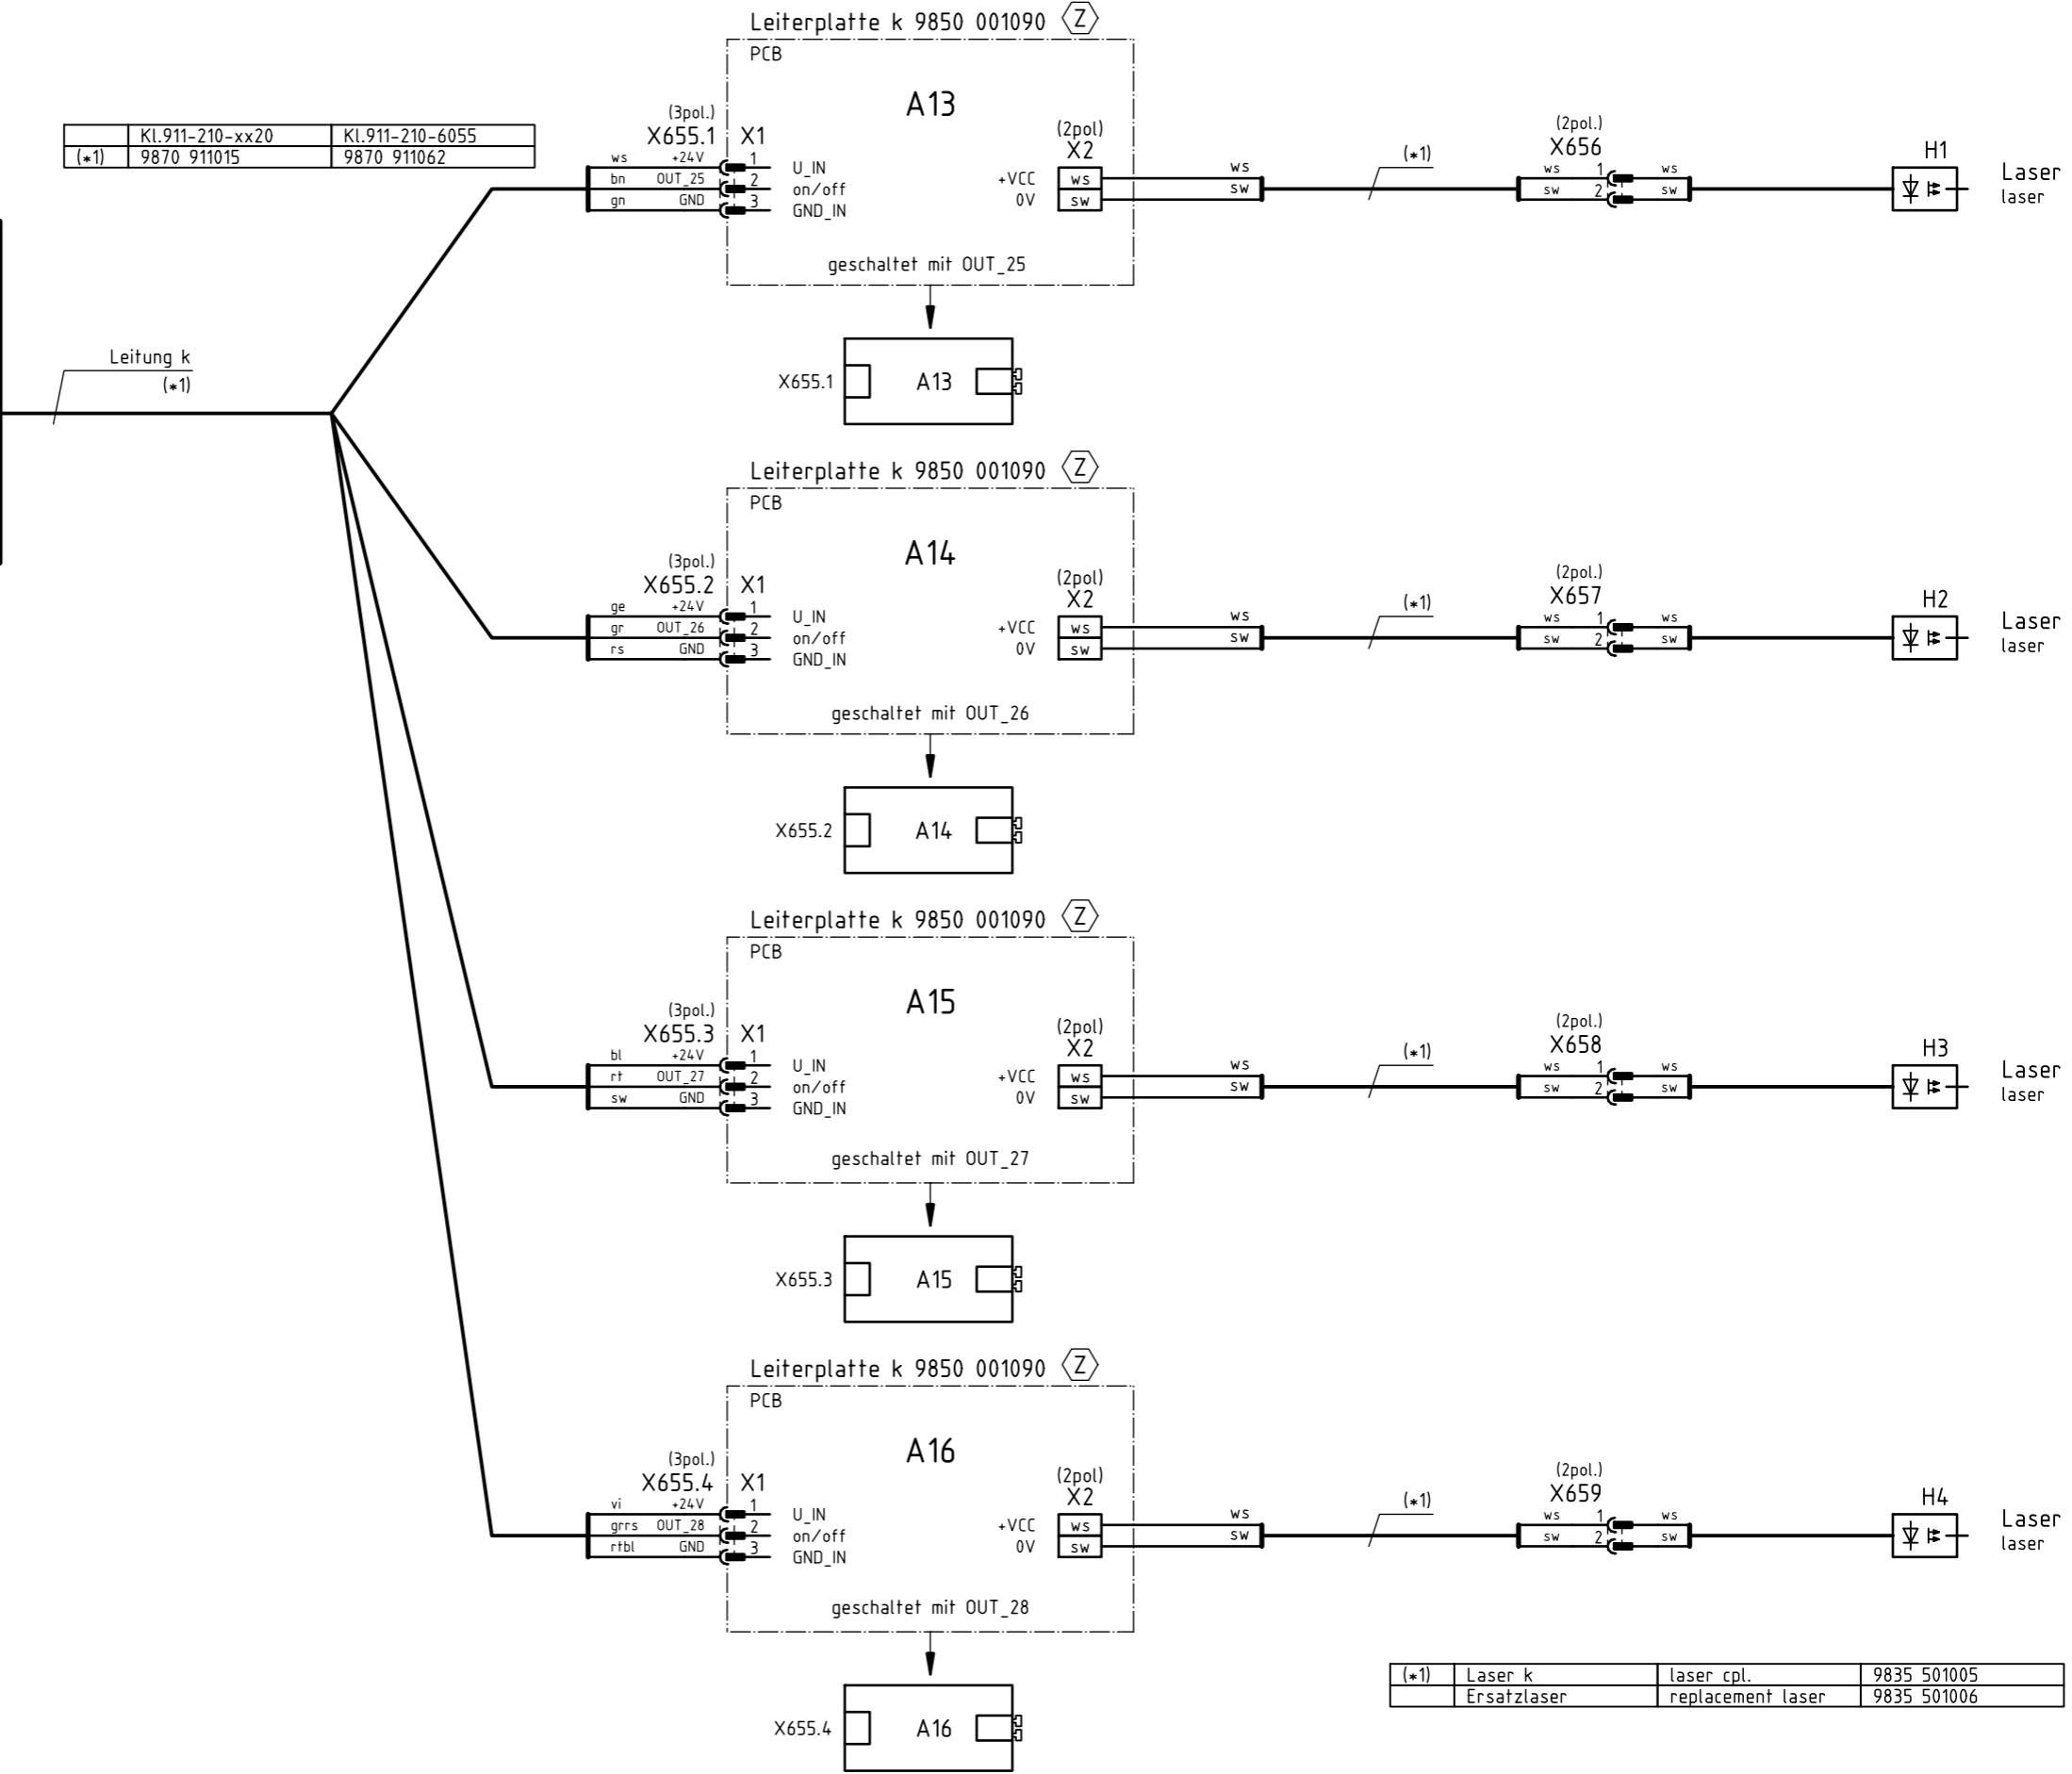 Leiterplatte k 9850 001090 Z
PCB
A13
Kl.911-210-xx20 Kl.911-210-6055
(*1) 9870 911015 9870 911062
(3pol.)
X655.1 X1
ws +24V 1 U_IN
bn OUT_25 2 on/off
gn GND 3 GND_IN
(2pol)
X2
+VCC ws ws
0V sw sw
(*1)
(2pol.)
X656
ws 1 ws
sw 2 sw
H1
Laser
laser
geschaltet mit OUT_25
Leitung k
(*1)
X655.1 A13
Leiterplatte k 9850 001090 Z
PCB
A14
(3pol.)
X655.2 X1
ge +24V 1 U_IN
gr OUT_26 2 on/off
rs GND 3 GND_IN
(2pol)
X2
+VCC ws ws
0V sw sw
(*1)
(2pol.)
X657
ws 1 ws
sw 2 sw
H2
Laser
laser
geschaltet mit OUT_26
X655.2 A14
Leiterplatte k 9850 001090 Z
PCB
A15
(3pol.)
X655.3 X1
bl +24V 1 U_IN
rt OUT_27 2 on/off
sw GND 3 GND_IN
(2pol)
X2
+VCC ws ws
0V sw sw
(*1)
(2pol.)
X658
ws 1 ws
sw 2 sw
H3
Laser
laser
geschaltet mit OUT_27
X655.3 A15
Leiterplatte k 9850 001090 Z
PCB
A16
(3pol.)
X655.4 X1
vi +24V 1 U_IN
grrs OUT_28 2 on/off
rtbl GND 3 GND_IN
(2pol)
X2
+VCC ws ws
0V sw sw
(*1)
(2pol.)
X659
ws 1 ws
sw 2 sw
H4
Laser
laser
geschaltet mit OUT_28
X655.4 A16
(*1) Laser k laser cpl. 9835 501005
Ersatzlaser replacement laser 9835 501006